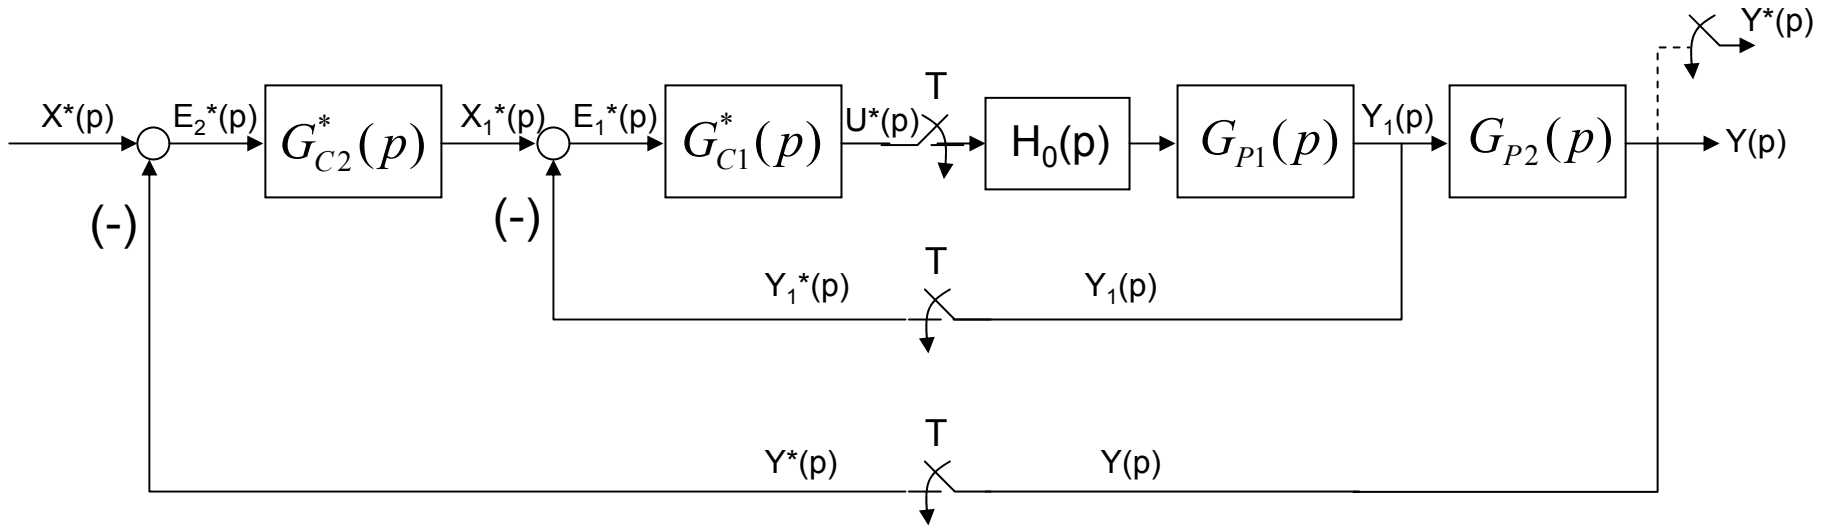 Y*(p)
X*(p)
E₂*(p)
G*C2(p)
X₁*(p)
E₁*(p)
G*C1(p)
U*(p)
T
H₀(p)
GP1(p)
Y₁(p)
GP2(p)
Y(p)
(-)
(-)
T
Y₁*(p)
Y₁(p)
T
Y*(p)
Y(p)